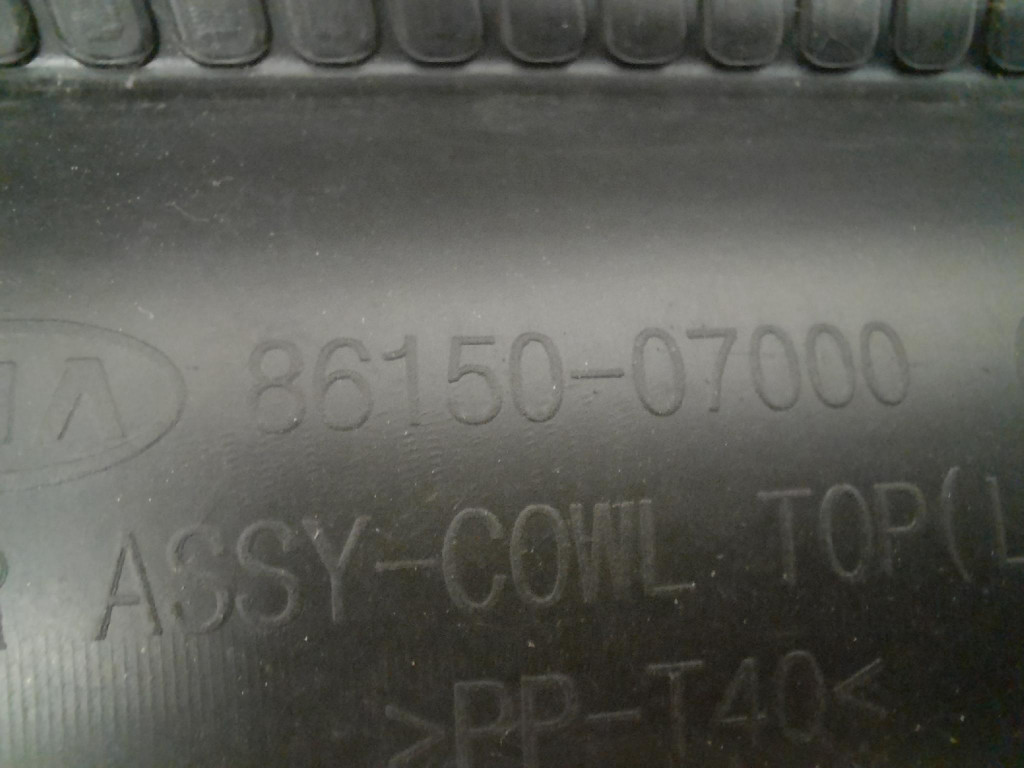 86150-07000
ASSY-COWL TOP(L
>PP-T40<